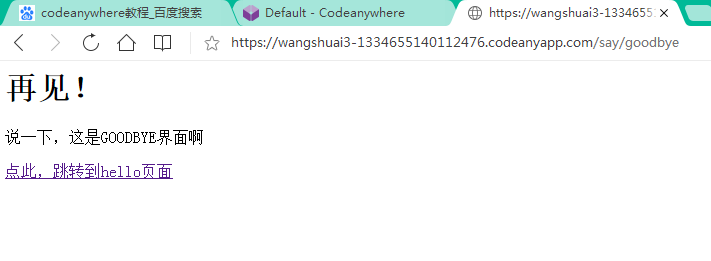 codeanywhere教程_百度搜索 Default - Codeanywhere https://wangshuai3-1334655
https://wangshuai3-1334655140112476.codeanyapp.com/say/goodbye
再见！
说一下，这是GOODBYE界面啊
点此，跳转到hello页面